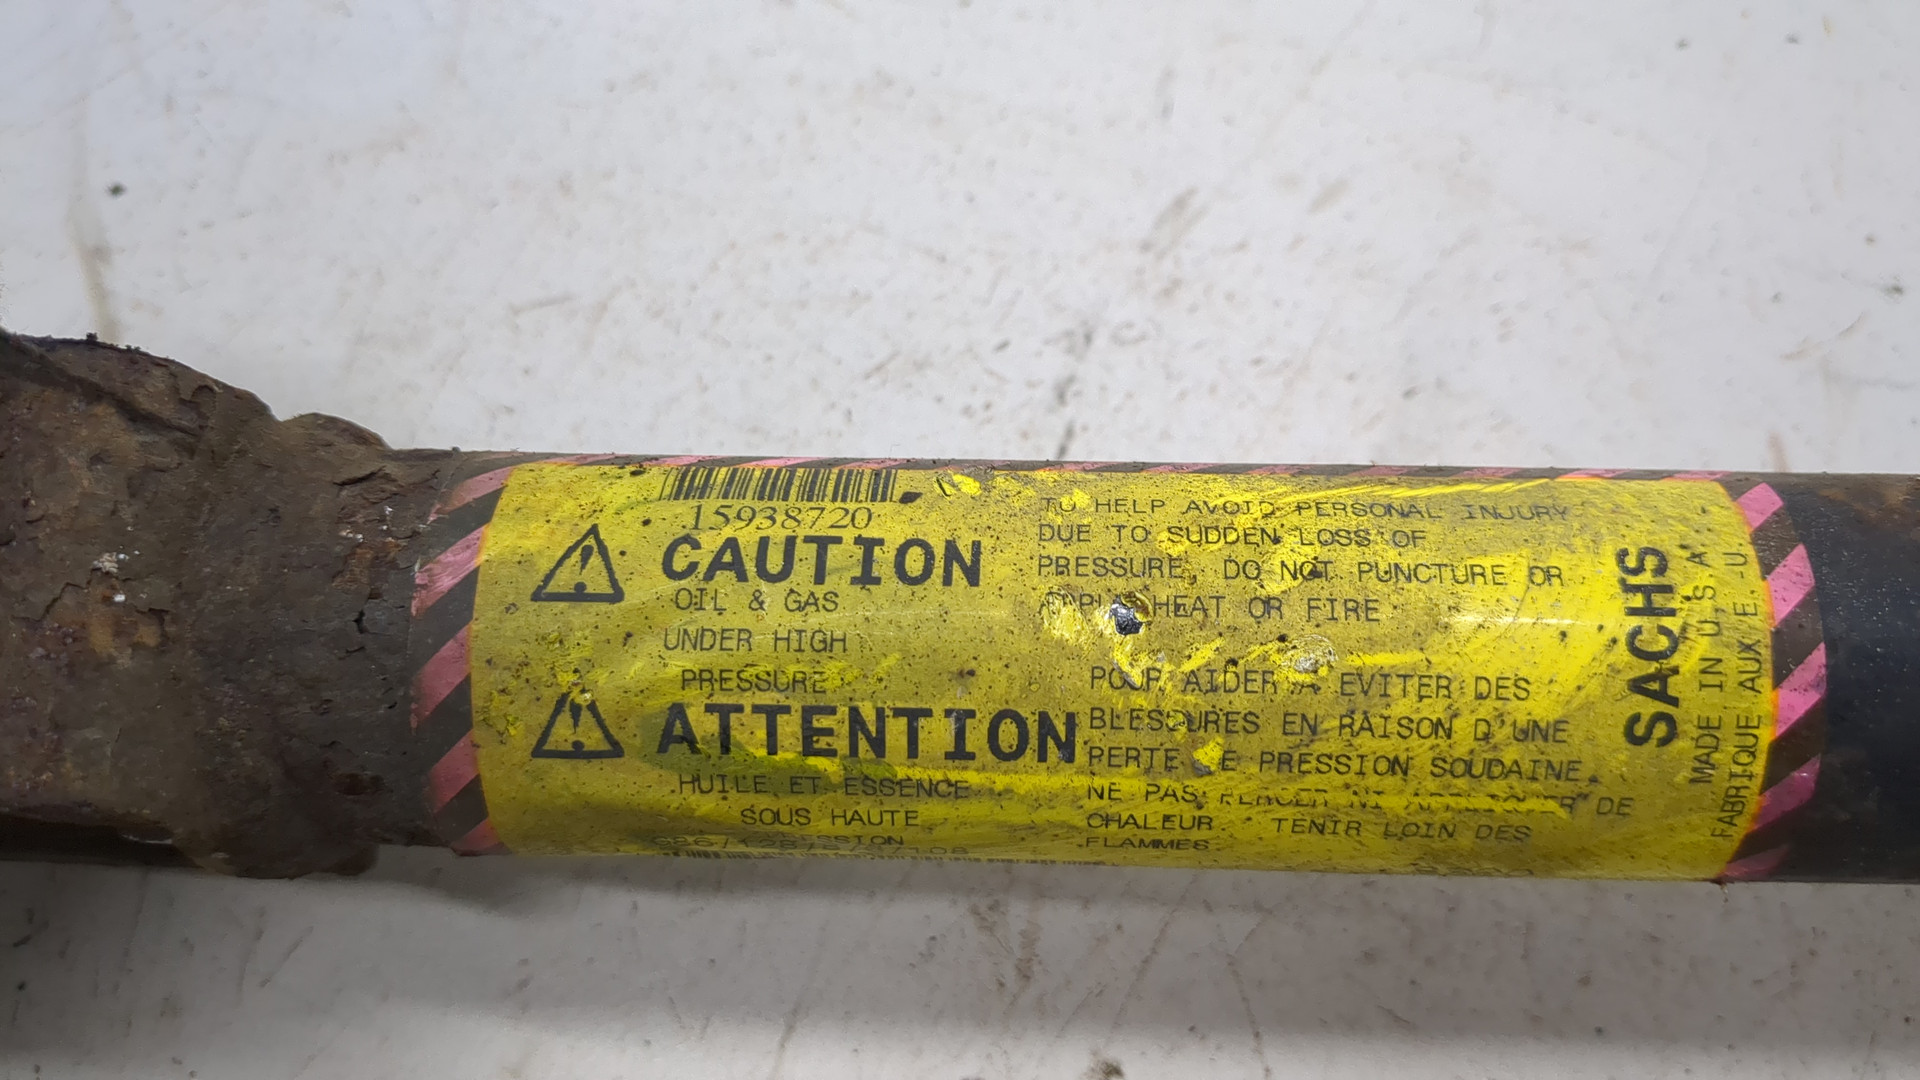 15938720
CAUTION
OIL & GAS
UNDER HIGH
PRESSURE
ATTENTION
HUILE ET ESSENCE
SOUS HAUTE
TO HELP AVOID PERSONAL INJURY
DUE TO SUDDEN LOSS OF
PRESSURE, DO NOT PUNCTURE OR
HEAT OR FIRE
POUR AIDER A EVITER DES
BLESSURES EN RAISON D'UNE
PERTE DE PRESSION SOUDAINE.
NE PAS NI DE
CHALEUR. TENIR LOIN DES
FLAMMES
SACHS
MADE IN U.S.A.
FABRIQUE AUX E.-U